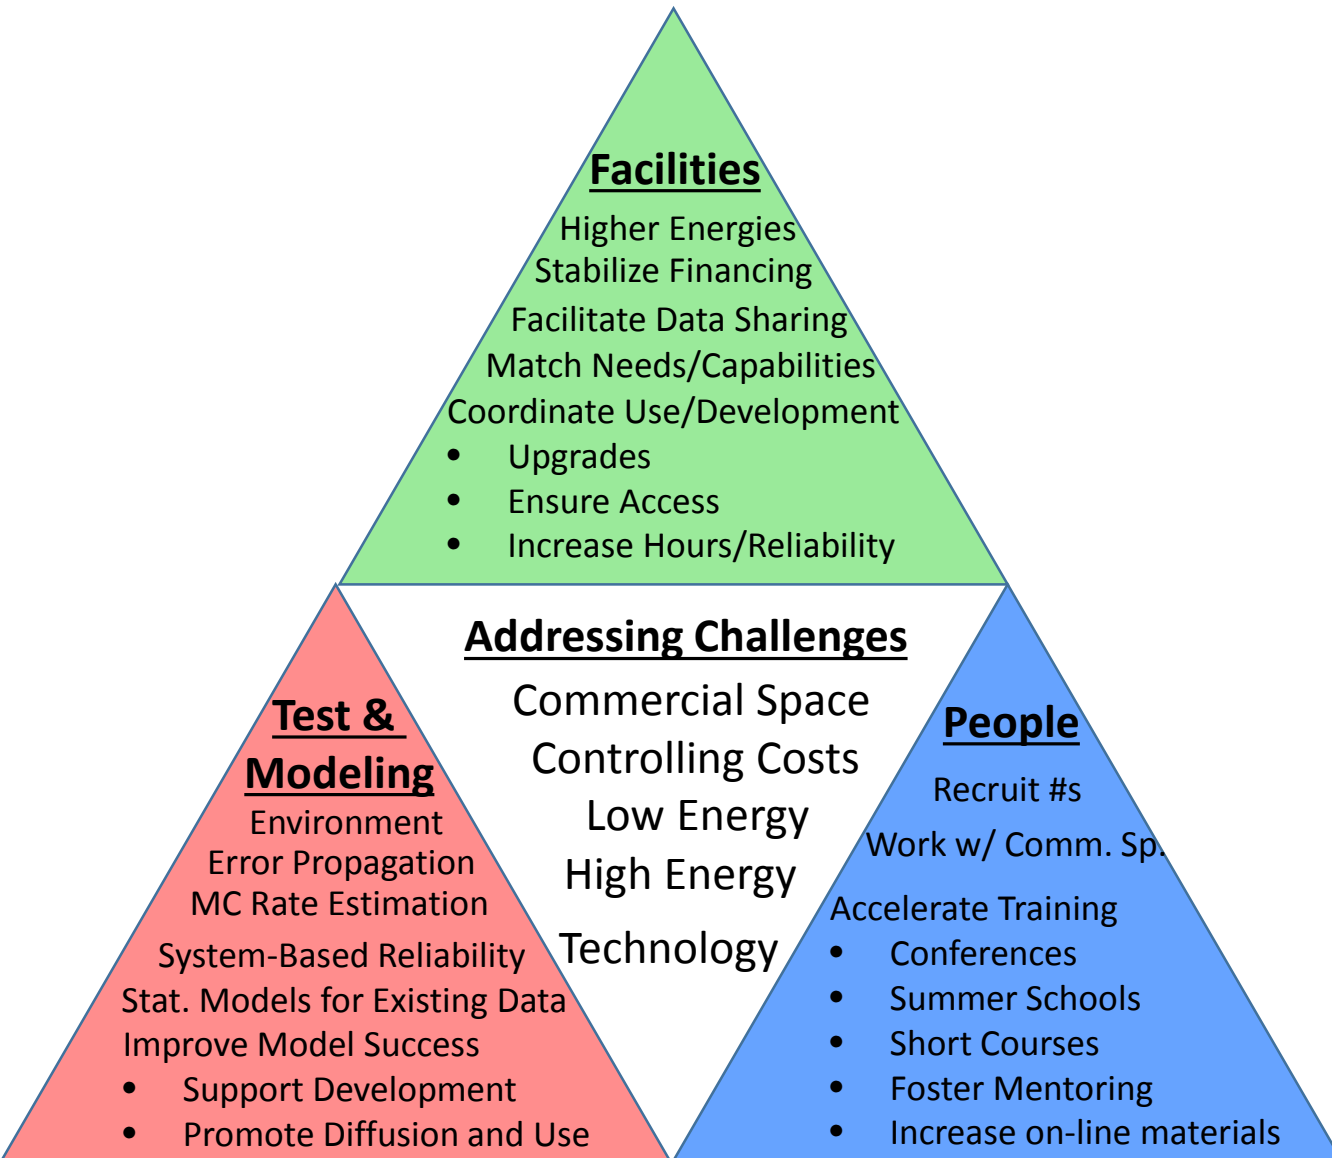 Facilities
Higher Energies
Stabilize Financing
Facilitate Data Sharing
Match Needs/Capabilities
Coordinate Use/Development
• Upgrades
• Ensure Access
• Increase Hours/Reliability
Addressing Challenges
Commercial Space
Controlling Costs
Low Energy
High Energy
Technology
Test &
Modeling
Environment
Error Propagation
MC Rate Estimation
System-Based Reliability
Stat. Models for Existing Data
Improve Model Success
• Support Development
• Promote Diffusion and Use
People
Recruit #s
Work w/ Comm. Sp.
Accelerate Training
• Conferences
• Summer Schools
• Short Courses
• Foster Mentoring
• Increase on-line materials